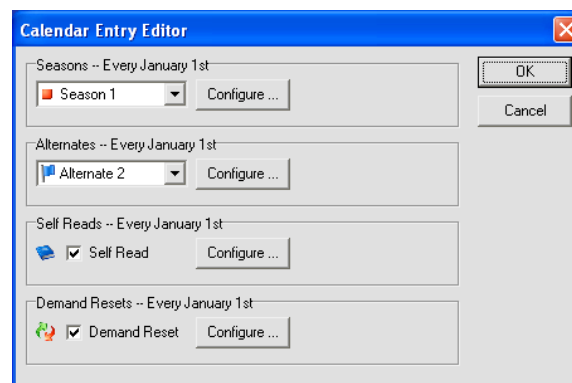 Calendar Entry Editor
Seasons -- Every January 1st
Season 1
Configure ...
OK
Cancel
Alternates -- Every January 1st
Alternate 2
Configure ...
Self Reads -- Every January 1st
Self Read
Configure ...
Demand Resets -- Every January 1st
Demand Reset
Configure ...